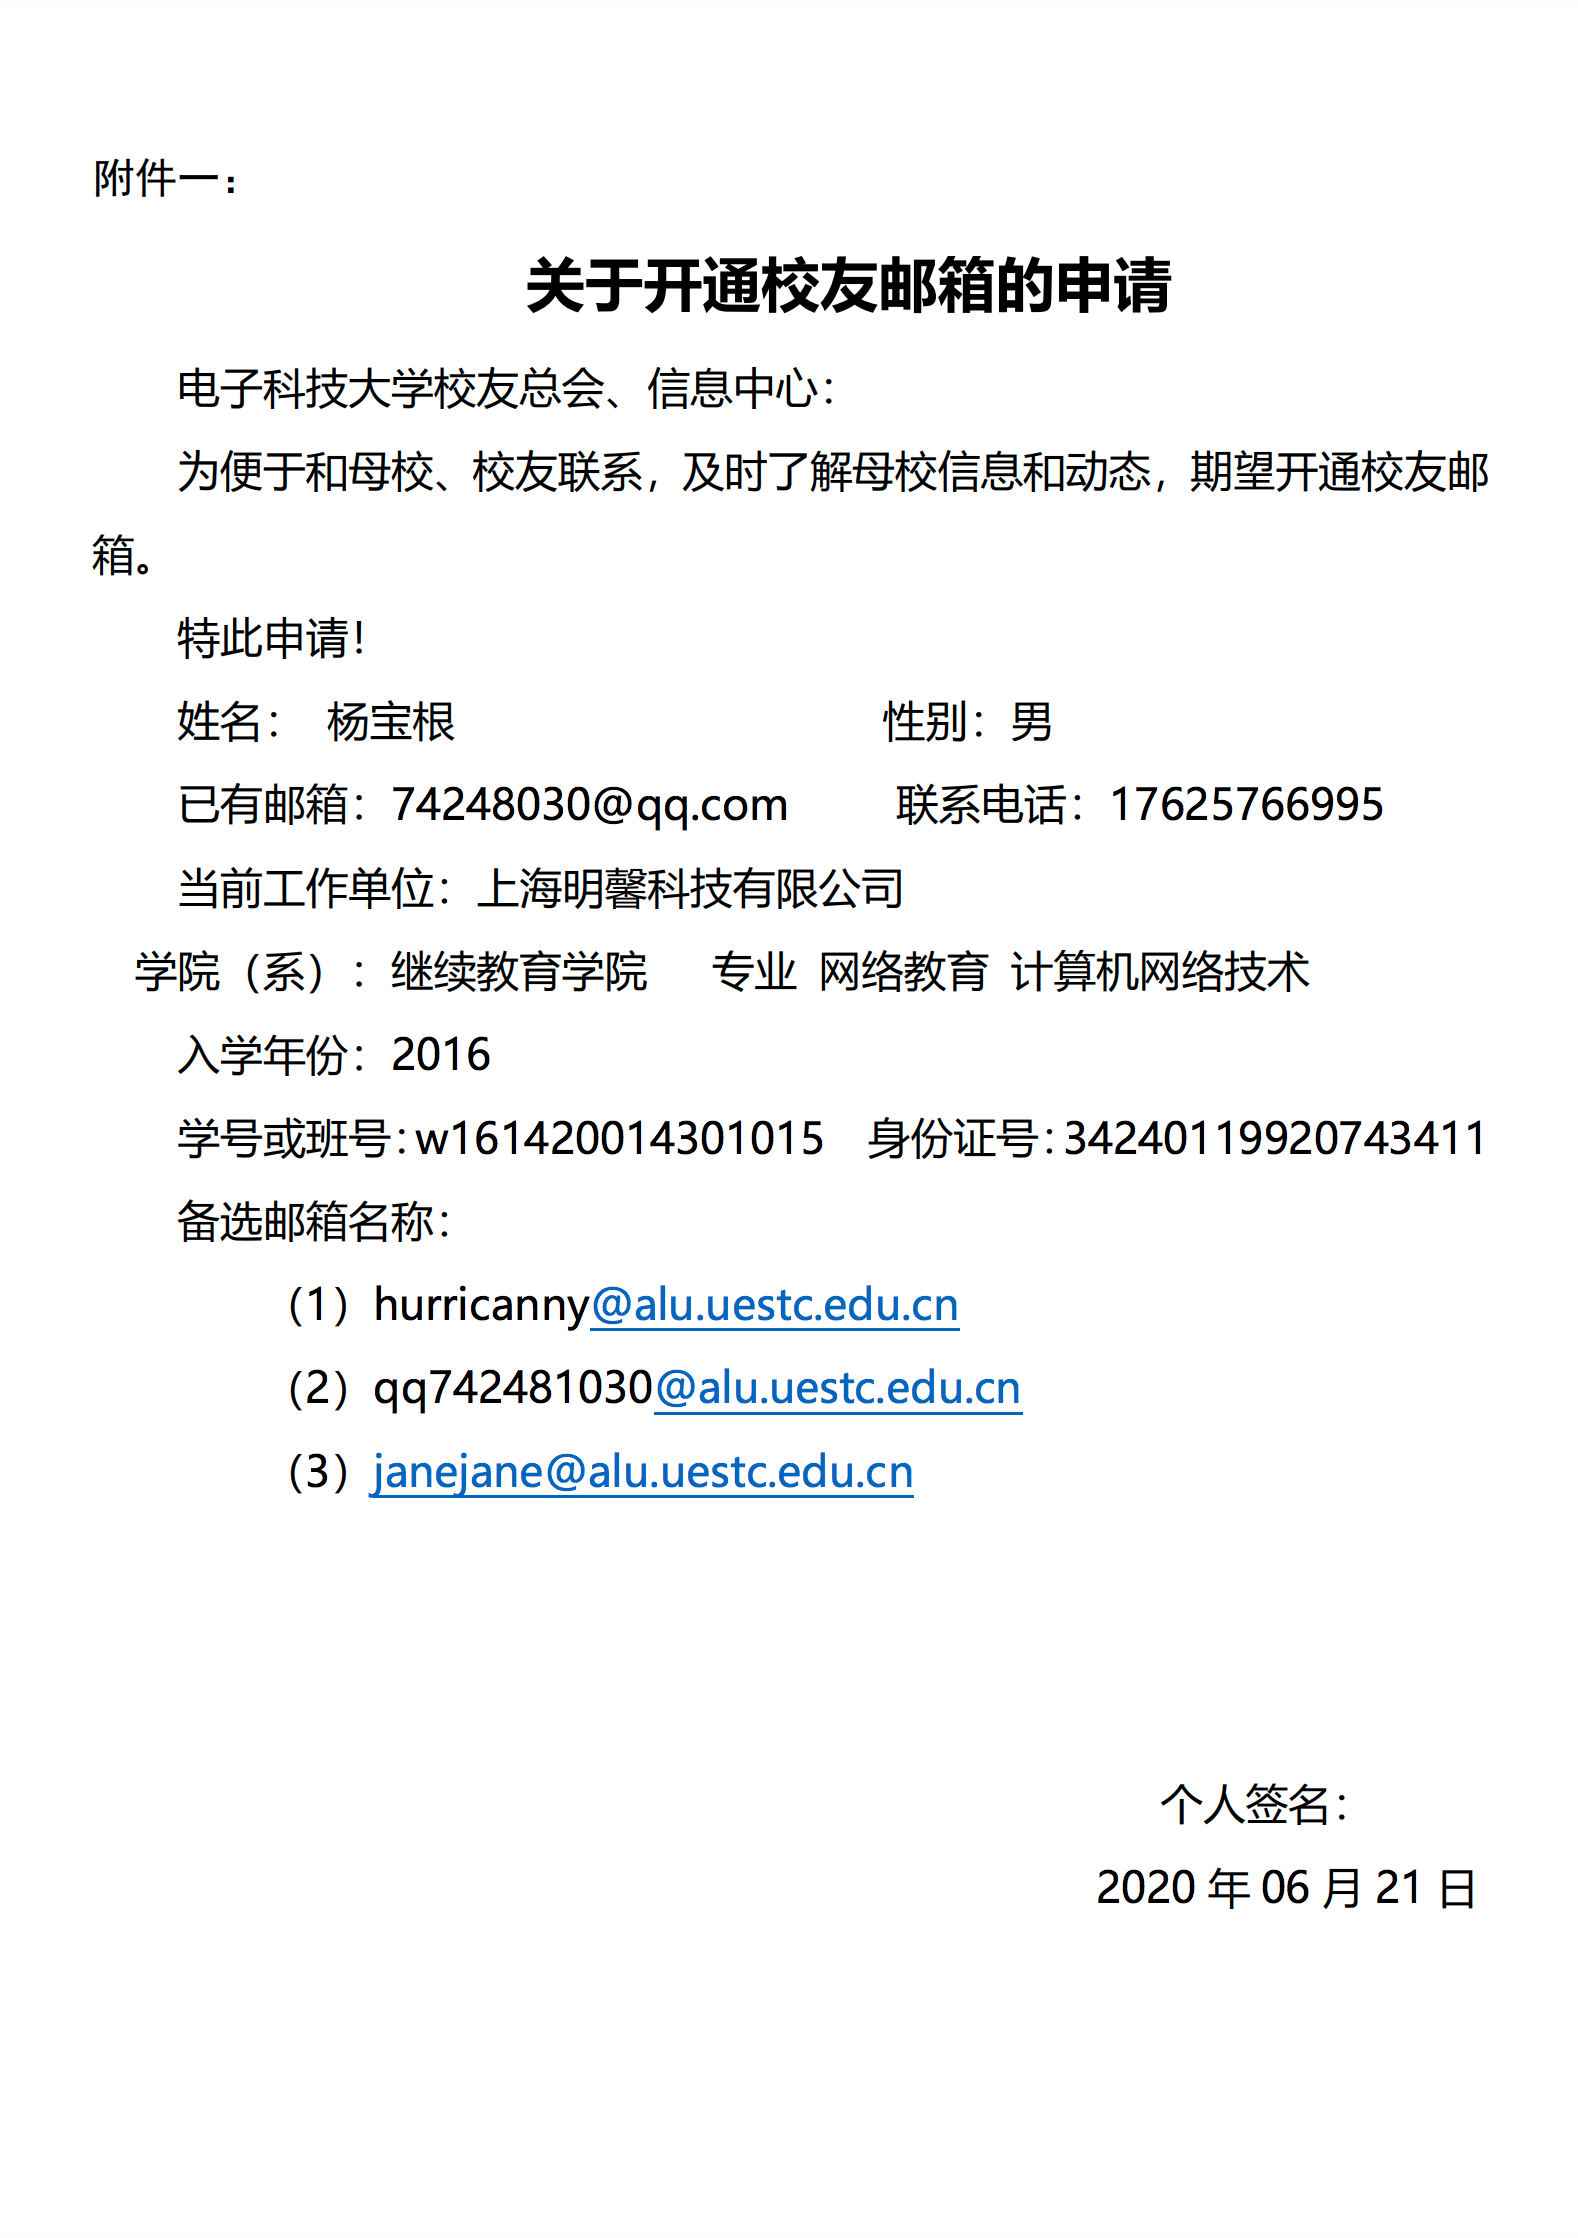 附件一：
关于开通校友邮箱的申请
电子科技大学校友总会、信息中心：
为便于和母校、校友联系，及时了解母校信息和动态，期望开通校友邮
箱。
特此申请！
姓名： 杨宝根 性别：男
已有邮箱：74248030@qq.com 联系电话：17625766995
当前工作单位：上海明馨科技有限公司
学院（系）：继续教育学院 专业 网络教育 计算机网络技术
入学年份：2016
学号或班号：w161420014301015 身份证号：34240119920743411
备选邮箱名称：
（1）hurricanny@alu.uestc.edu.cn
（2）qq742481030@alu.uestc.edu.cn
（3）janejane@alu.uestc.edu.cn
个人签名：
2020 年 06 月 21 日